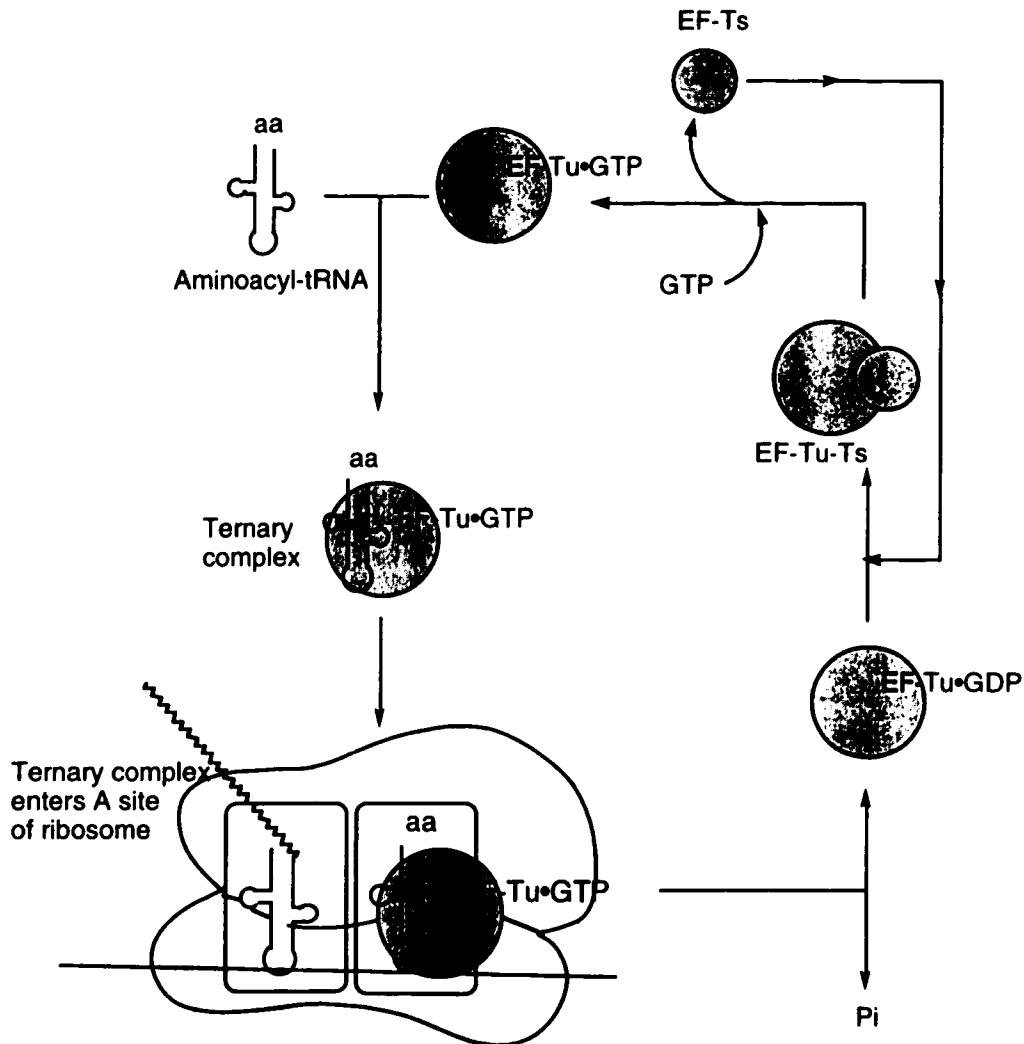 EF-Ts
aa
EF-Tu•GTP
Aminoacyl-tRNA
GTP
EF-Tu-Ts
aa
Ternary
complex
Tu•GTP
EF-Tu•GDP
Ternary complex
enters A site
of ribosome
aa
-Tu•GTP
Pi